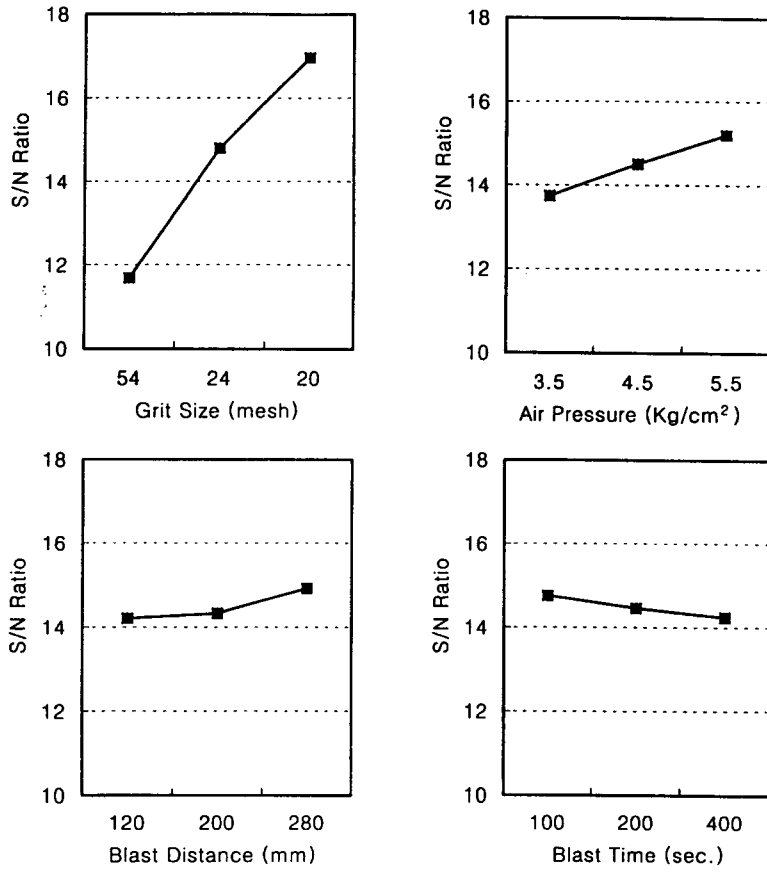 18
16
14
12
10
S/N Ratio
54 24 20
Grit Size (mesh)
18
16
14
12
10
S/N Ratio
3.5 4.5 5.5
Air Pressure (Kg/cm²)
18
16
14
12
10
S/N Ratio
120 200 280
Blast Distance (mm)
18
16
14
12
10
S/N Ratio
100 200 400
Blast Time (sec.)